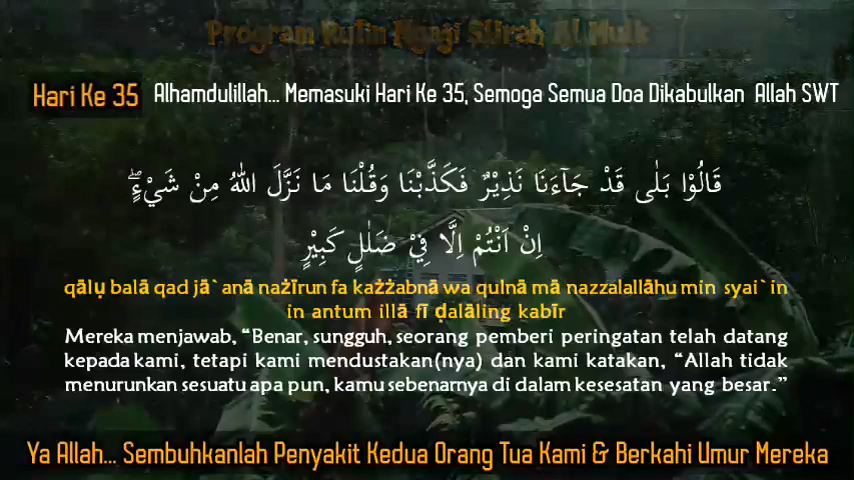 Program Rutin Ngaji Surah Al Mulk
Hari Ke 35 Alhamdulillah... Memasuki Hari Ke 35, Semoga Semua Doa Dikabulkan Allah SWT
قَالُوْا بَلٰى قَدْ جَاۤءَنَا نَذِيْرٌ ەۙ فَكَذَّبْنَا وَقُلْنَا مَا نَزَّلَ اللّٰهُ مِنْ شَيْءٍۖ
اِنْ اَنْتُمْ اِلَّا فِيْ ضَلٰلٍ كَبِيْرٍ
qālụ balā qad jā`anā nażīrun fa każżabnā wa qulnā mā nazzalallāhu min syai`in
in antum illā fī ḍalāling kabīr
Mereka menjawab, “Benar, sungguh, seorang pemberi peringatan telah datang
kepada kami, tetapi kami mendustakan(nya) dan kami katakan, “Allah tidak
menurunkan sesuatu apa pun, kamu sebenarnya di dalam kesesatan yang besar.”
Ya Allah... Sembuhkanlah Penyakit Kedua Orang Tua Kami & Berkahi Umur Mereka